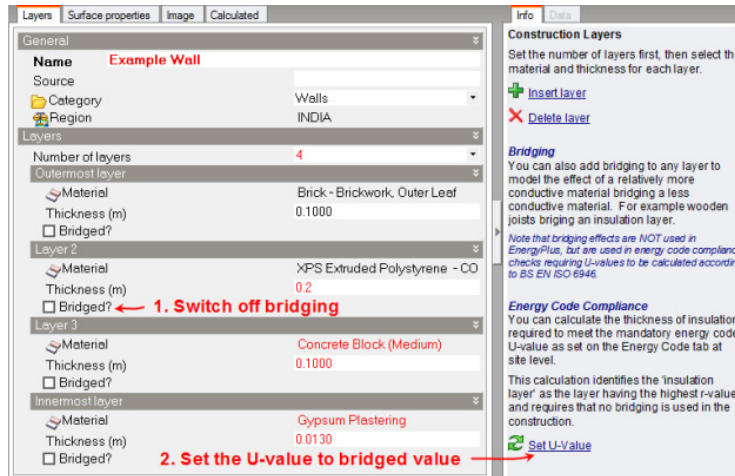 Layers Surface properties Image Calculated
General
Name Example Wall
Source
Category Walls
Region INDIA
Layers
Number of layers 4
Outermost layer
Material Brick - Brickwork, Outer Leaf
Thickness (m) 0.1000
Bridged?
Layer 2
Material XPS Extruded Polystyrene - CO
Thickness (m) 0.2
Bridged? 1. Switch off bridging
Layer 3
Material Concrete Block (Medium)
Thickness (m) 0.1000
Bridged?
Innermost layer
Material Gypsum Plastering
Thickness (m) 0.0130
Bridged? 2. Set the U-value to bridged value
Info Data
Construction Layers
Set the number of layers first, then select th
material and thickness for each layer.
Insert layer
Delete layer
Bridging
You can also add bridging to any layer to
model the effect of a relatively more
conductive material bridging a less
conductive material. For example wooden
joists briging an insulation layer.
Note that bridging effects are NOT used in
EnergyPlus, but are used in energy code complianc
checks requiring U-values to be calculated accordin
to BS EN ISO 6946.
Energy Code Compliance
You can calculate the thickness of insulation
required to meet the mandatory energy code
U-value as set on the Energy Code tab at
site level.
This calculation identifies the 'insulation
layer' as the layer having the highest r-value
and requires that no bridging is used in the
construction.
Set U-Value